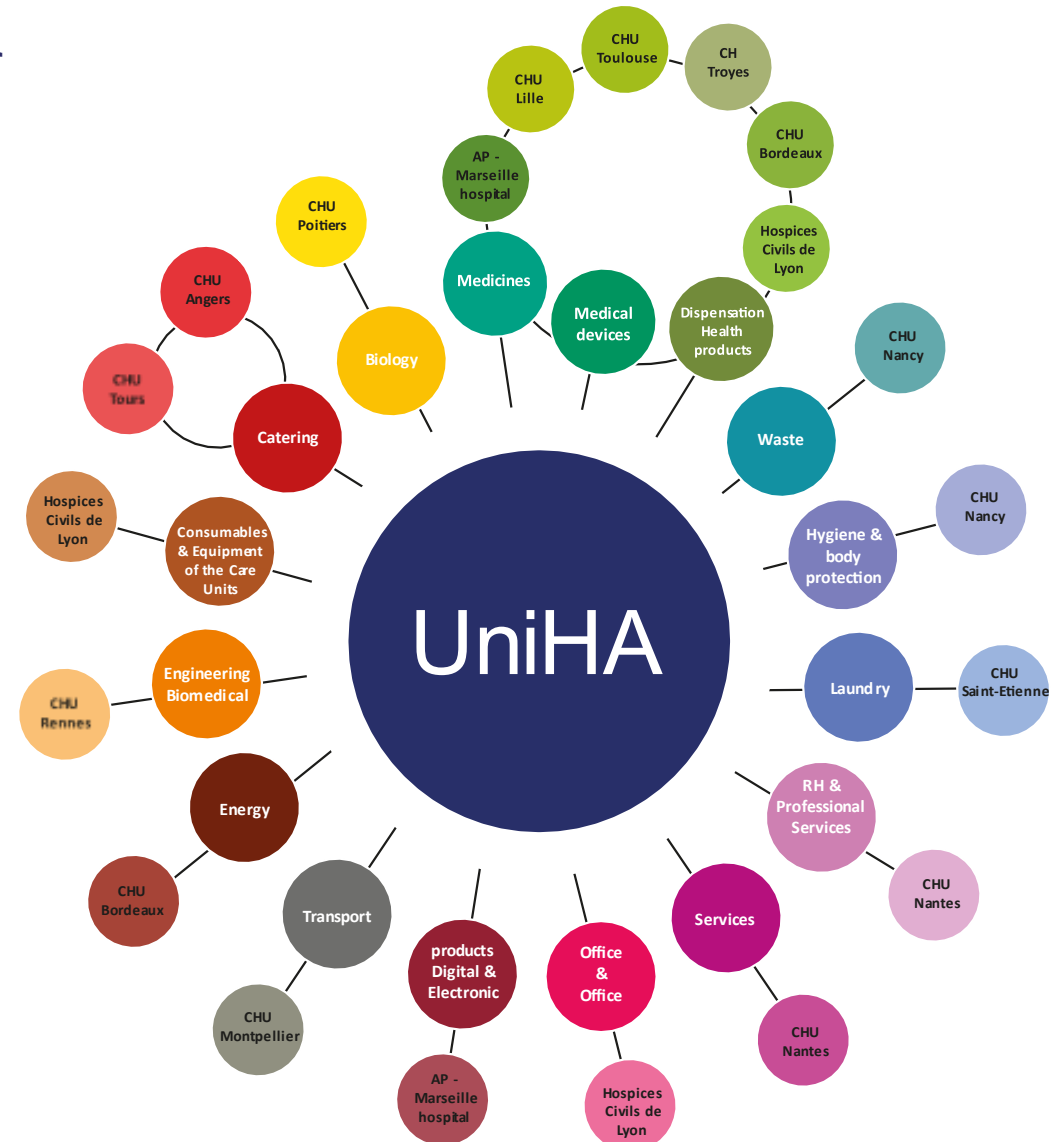 CHU
Toulouse
CH
Troyes
CHU
Lille
CHU
Bordeaux
AP -
Marseille
hospital
CHU
Poitiers
Hospices
Civils de
Lyon
Medicines
CHU
Angers
Medical
devices
Dispensation
Health
products
CHU
Nancy
Biology
CHU
Tours
Catering
Waste
Hospices
Civils de
Lyon
CHU
Nancy
Consumables
& Equipment
of the Care
Units
Hygiene &
body
protection
UniHA
Engineering
Biomedical
CHU
Rennes
Laundry
CHU
Saint-Etienne
Energy
RH &
Professional
Services
CHU
Bordeaux
CHU
Nantes
Transport
Services
products
Digital &
Electronic
Office
&
Office
CHU
Montpellier
CHU
Nantes
AP -
Marseille
hospital
Hospices
Civils de
Lyon